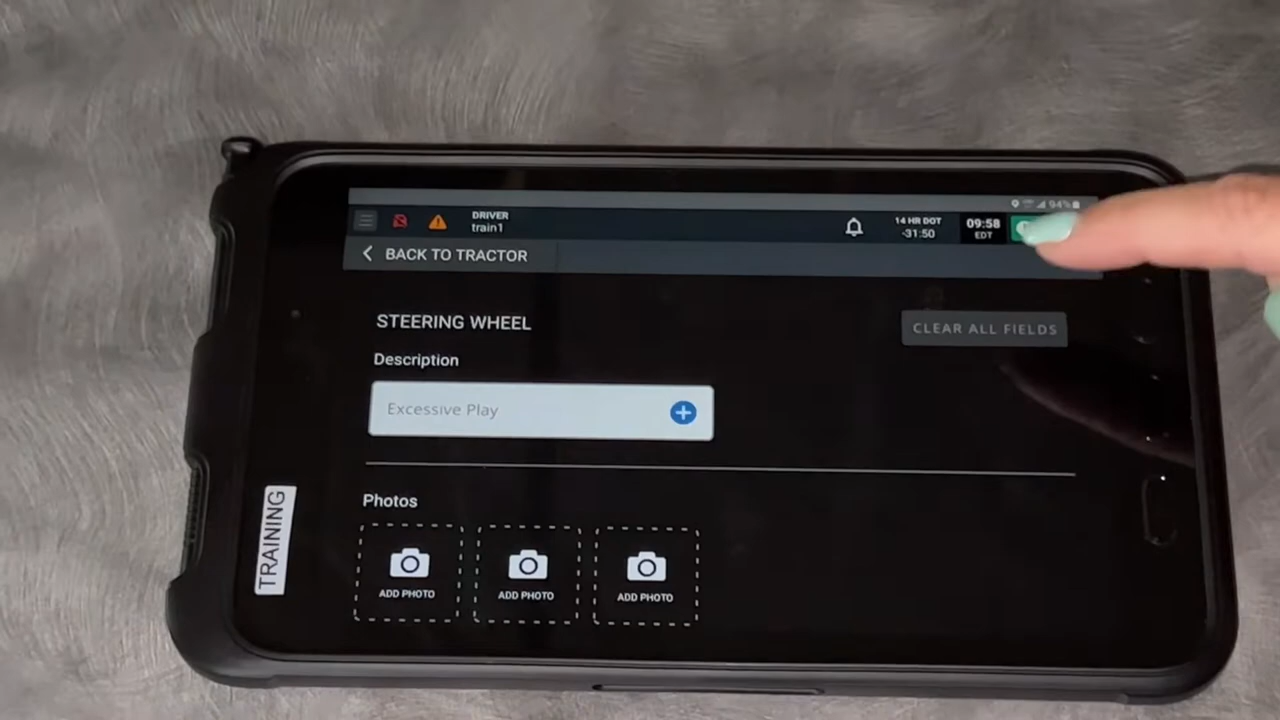 94%
DRIVER
train1
14 HR DOT
-31:50
09:58
EDT
BACK TO TRACTOR
STEERING WHEEL
CLEAR ALL FIELDS
Description
Excessive Play
Photos
ADD PHOTO
ADD PHOTO
ADD PHOTO
TRAINING